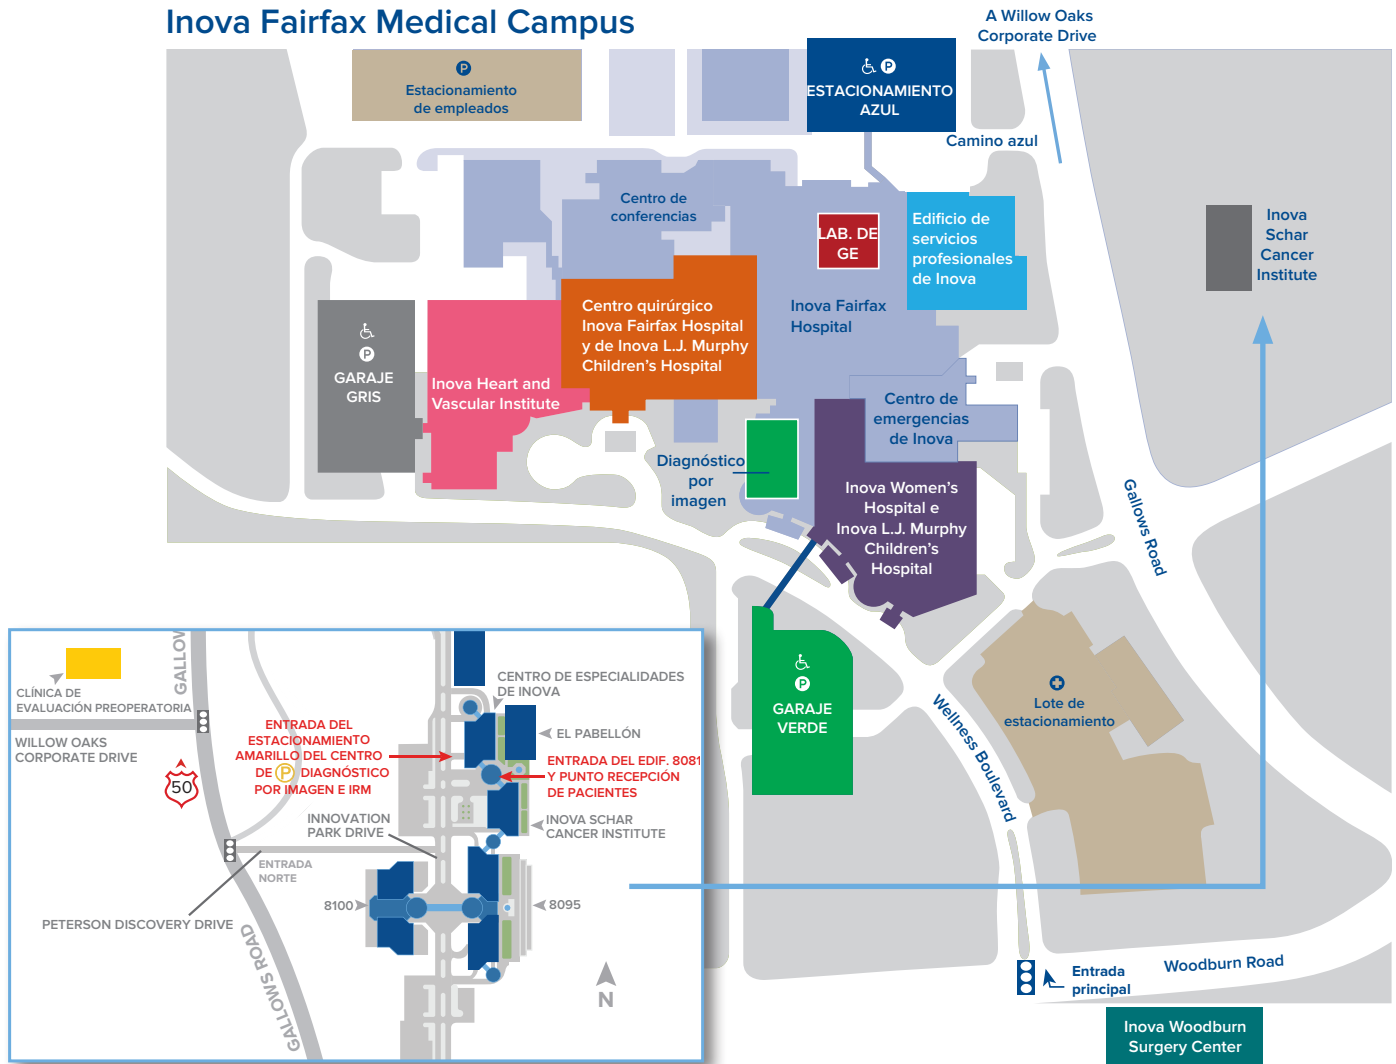 Inova Fairfax Medical Campus
A Willow Oaks
Corporate Drive
P
Estacionamiento
de empleados
P
ESTACIONAMIENTO
AZUL
Camino azul
Centro de
conferencias
LAB. DE
GE
Edificio de
servicios
profesionales
de Inova
Inova
Schar
Cancer
Institute
Inova Fairfax
Hospital
Centro quirúrgico
Inova Fairfax Hospital
y de Inova L.J. Murphy
Children's Hospital
P
GARAJE
GRIS
Inova Heart and
Vascular Institute
Centro de
emergencias
de Inova
Diagnóstico
por
imagen
Inova Women's
Hospital e
Inova L.J. Murphy
Children's
Hospital
Gallows Road
P
GARAJE
VERDE
Lote de
estacionamiento
Wellness Boulevard
Woodburn Road
Entrada
principal
Inova Woodburn
Surgery Center
GALLOW
CLÍNICA DE
EVALUACIÓN PREOPERATORIA
WILLOW OAKS
CORPORATE DRIVE
50
CENTRO DE ESPECIALIDADES
DE INOVA
EL PABELLÓN
ENTRADA DEL
ESTACIONAMIENTO
AMARILLO DEL CENTRO
DE P DIAGNÓSTICO
POR IMAGEN E IRM
ENTRADA DEL EDIF. 8081
Y PUNTO RECEPCIÓN
DE PACIENTES
INNOVATION
PARK DRIVE
INOVA SCHAR
CANCER INSTITUTE
ENTRADA
NORTE
PETERSON DISCOVERY DRIVE
8100
8095
GALLOWS ROAD
N